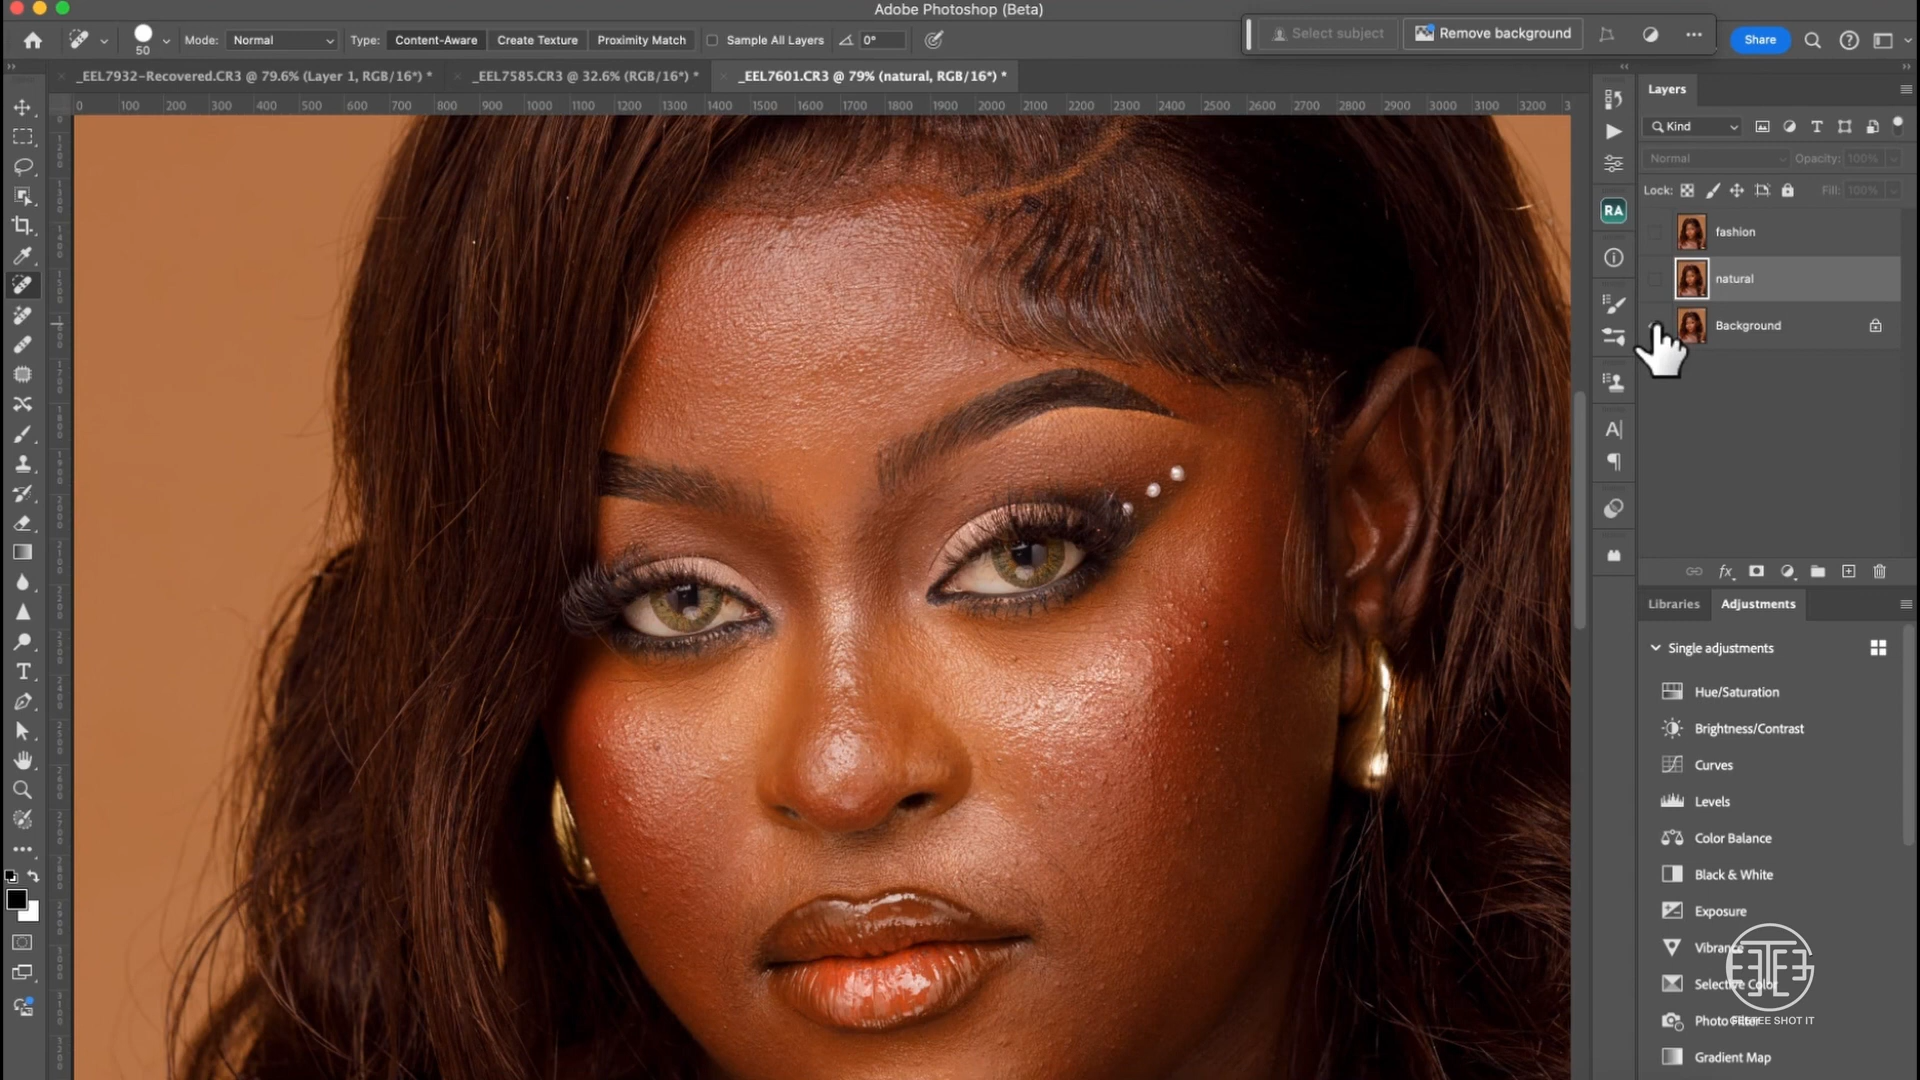 Adobe Photoshop (Beta)
50
Mode: Normal
Type: Content-Aware Create Texture Proximity Match
Sample All Layers
0°
Select subject
Remove background
Share
_EEL7932-Recovered.CR3 @ 79.6% (Layer 1, RGB/16*) *
_EEL7585.CR3 @ 32.6% (RGB/16*) *
_EEL7601.CR3 @ 79% (natural, RGB/16*) *
0 100 200 300 400 500 600 700 800 900 1000 1100 1200 1300 1400 1500 1600 1700 1800 1900 2000 2100 2200 2300 2400 2500 2600 2700 2800 2900 3000 3100 3200
Layers
Kind
Normal Opacity: 100%
Lock: Fill: 100%
RA
fashion
natural
Background
fx
Libraries Adjustments
Single adjustments
Hue/Saturation
Brightness/Contrast
Curves
Levels
Color Balance
Black & White
Exposure
Vibrance
Selective Color
Photo Filter
SHOT IT
Gradient Map